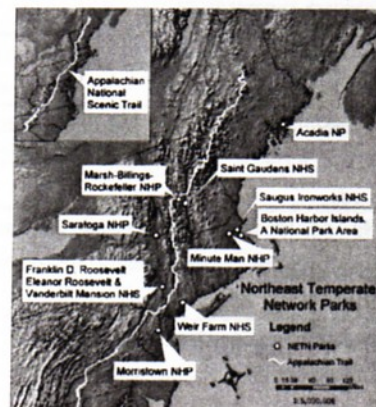 Appalachian
National
Scenic Trail
Acadia NP
Marsh-Billings-
Rockefeller NHP
Saint Gaudens NHS
Saugus Ironworks NHS
Saratoga NHP
Boston Harbor Islands,
A National Park Area
Minute Man NHP
Franklin D. Roosevelt
Eleanor Roosevelt &
Vanderbilt Mansion NHS
Northeast Temperate
Network Parks
Weir Farm NHS
Legend
NETN Parks
Appalachian Trail
Morristown NHP